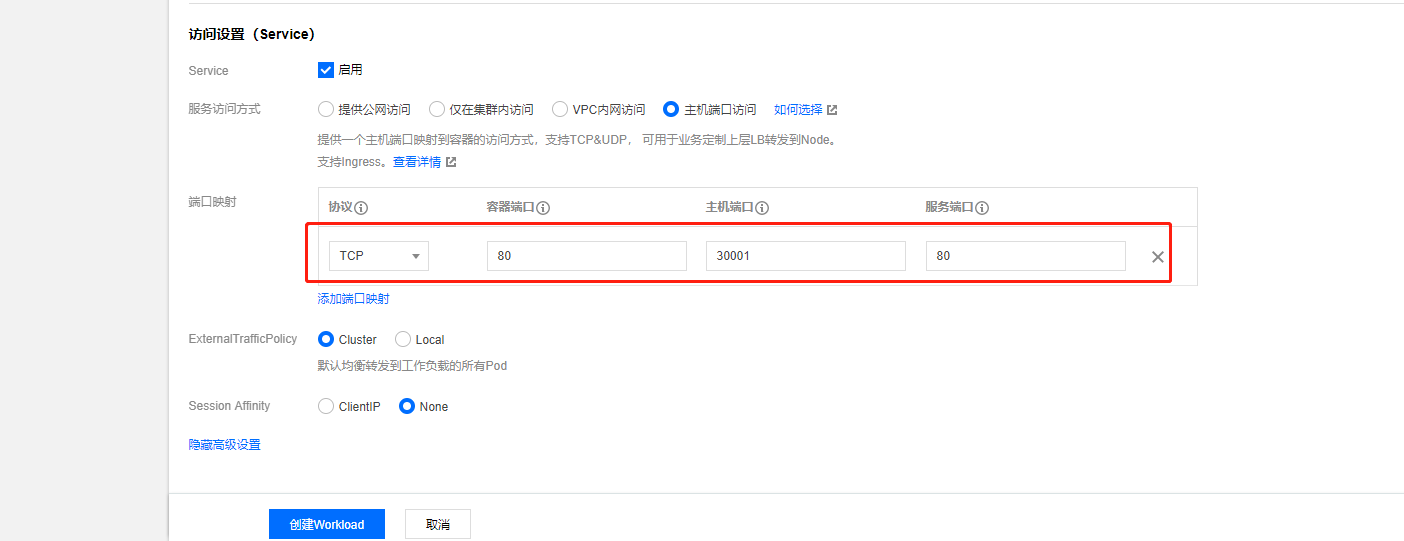 访问设置（Service）
Service 启用
服务访问方式 提供公网访问 仅在集群内访问 VPC内网访问 主机端口访问 如何选择
提供一个主机端口映射到容器的访问方式，支持TCP&UDP， 可用于业务定制上层LB转发到Node。
支持Ingress。查看详情
端口映射 协议 容器端口 主机端口 服务端口
TCP 80 30001 80
添加端口映射
ExternalTrafficPolicy Cluster Local
默认均衡转发到工作负载的所有Pod
Session Affinity ClientIP None
隐藏高级设置
创建Workload 取消